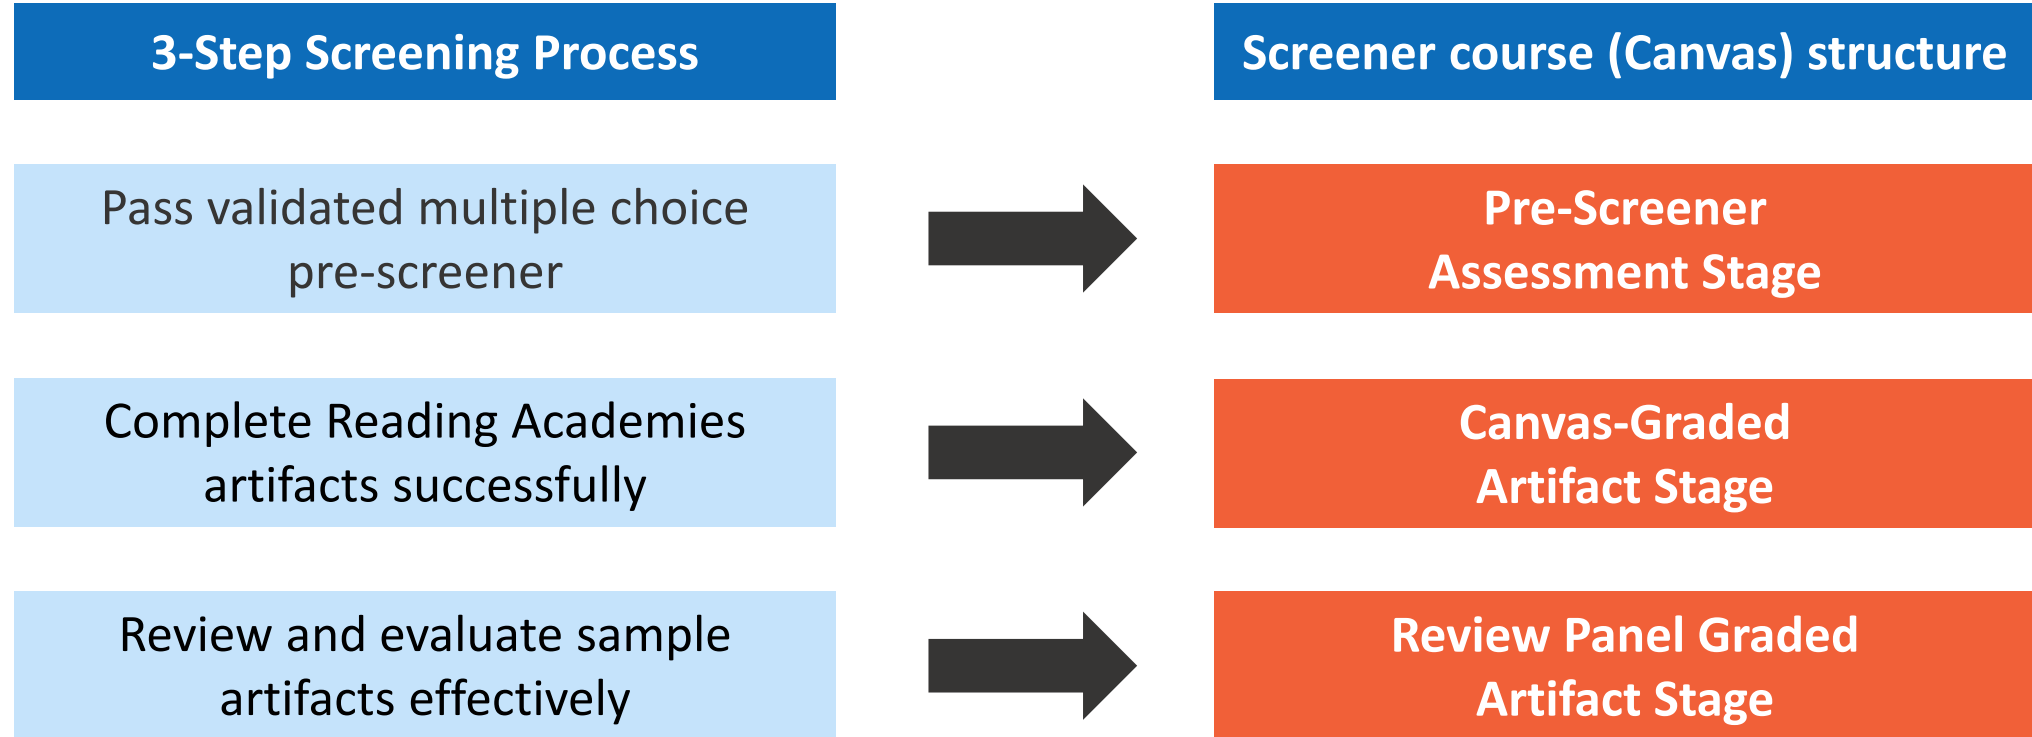 3-Step Screening Process
Screener course (Canvas) structure
Pass validated multiple choice
pre-screener
Pre-Screener
Assessment Stage
Complete Reading Academies
artifacts successfully
Canvas-Graded
Artifact Stage
Review and evaluate sample
artifacts effectively
Review Panel Graded
Artifact Stage